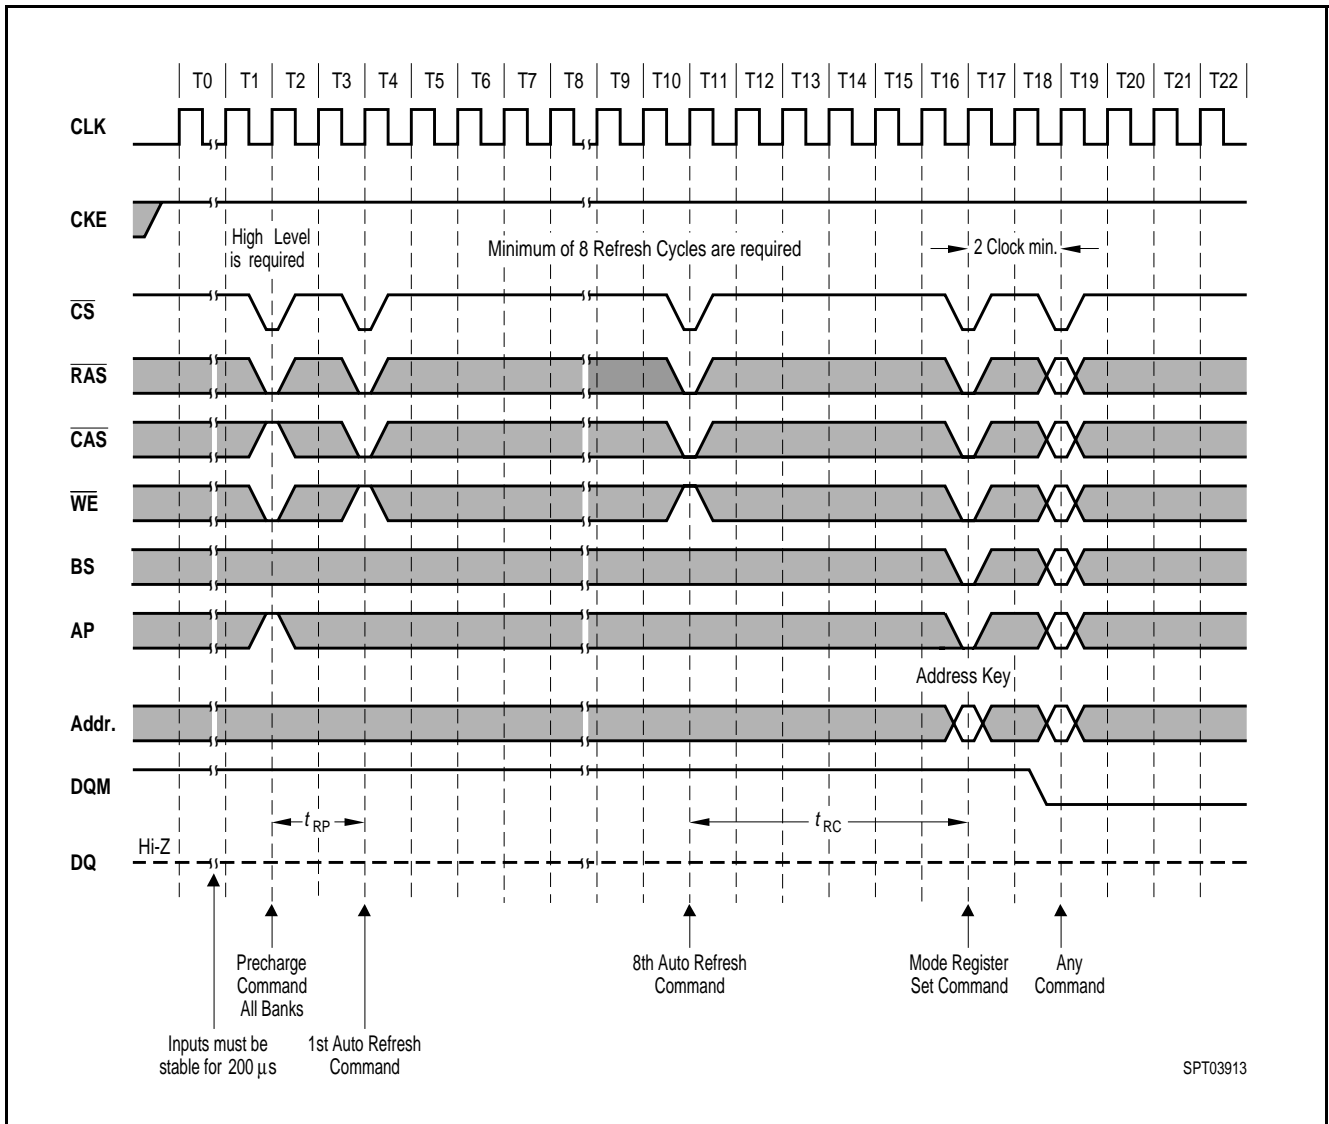 T0 T1 T2 T3 T4 T5 T6 T7 T8 T9 T10 T11 T12 T13 T14 T15 T16 T17 T18 T19 T20 T21 T22
CLK
CKE
High Level
is required
Minimum of 8 Refresh Cycles are required
2 Clock min.
CS
RAS
CAS
WE
BS
AP
Address Key
Addr.
DQM
tRP
tRC
Hi-Z
DQ
Precharge
Command
All Banks
8th Auto Refresh
Command
Mode Register
Set Command
Any
Command
Inputs must be
stable for 200 µs
1st Auto Refresh
Command
SPT03913